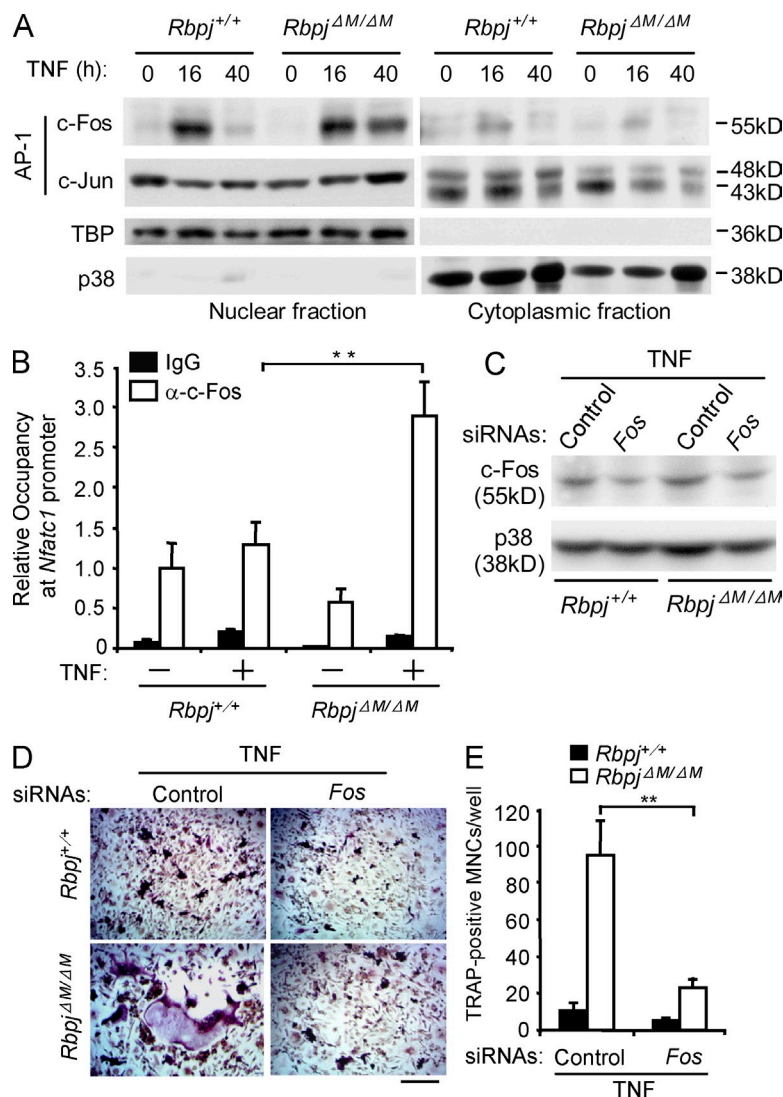 A
Rbpj+/+ RbpjΔM/ΔM Rbpj+/+ RbpjΔM/ΔM
TNF (h): 0 16 40 0 16 40 0 16 40 0 16 40
AP-1
c-Fos
55kD
c-Jun
48kD
43kD
TBP
36kD
p38
38kD
Nuclear fraction Cytoplasmic fraction
B
IgG
α-c-Fos
**
Relative Occupancy
at Nfatc1 promoter
3.5
3.0
2.5
2.0
1.5
1.0
0.5
0
TNF: − + − +
Rbpj+/+ RbpjΔM/ΔM
C
TNF
siRNAs: Control Fos Control Fos
c-Fos
(55kD)
p38
(38kD)
Rbpj+/+ RbpjΔM/ΔM
D
TNF
siRNAs: Control Fos
Rbpj+/+
RbpjΔM/ΔM
E
Rbpj+/+
RbpjΔM/ΔM
**
TRAP-positive MNCs/well
120
100
80
60
40
20
0
siRNAs: Control Fos
TNF